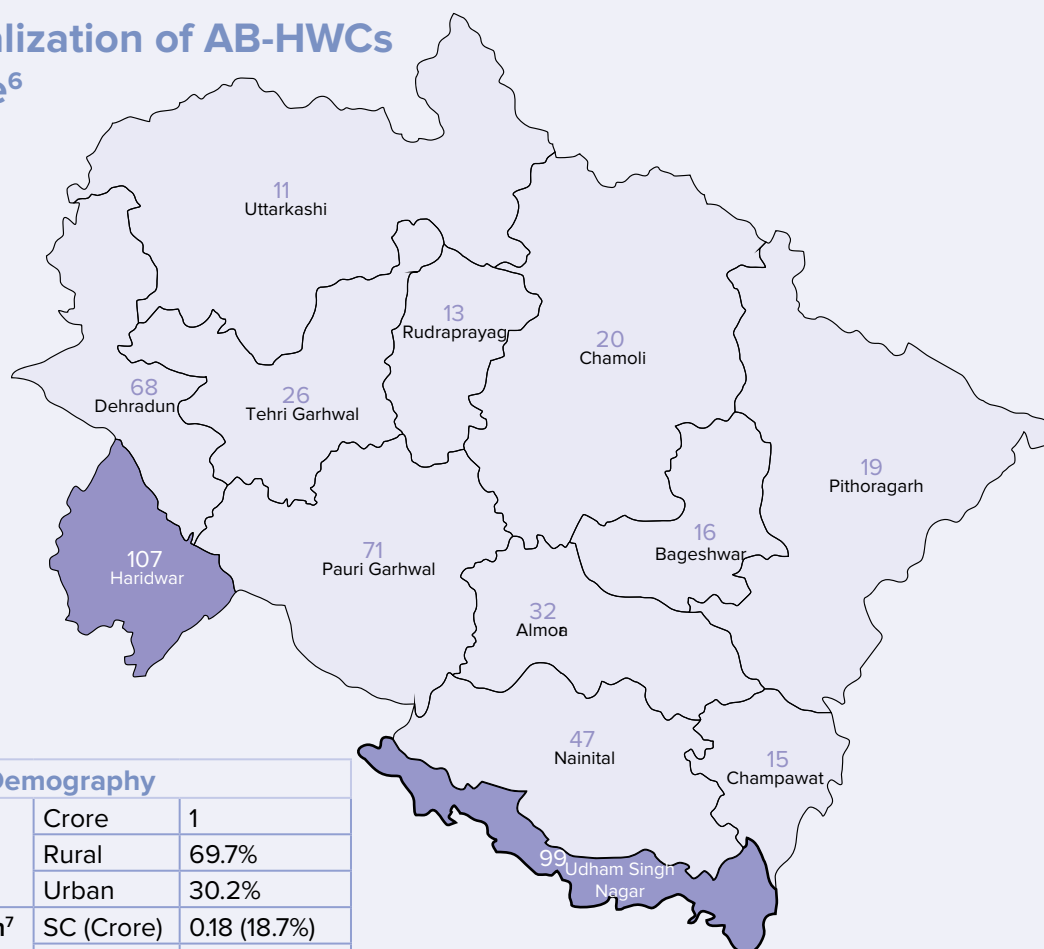 alization of AB-HWCs
e⁶
11
Uttarkashi
13
Rudraprayag
20
Chamoli
68
Dehradun
26
Tehri Garhwal
19
Pithoragarh
16
Bageshwar
107
Haridwar
71
Pauri Garhwal
32
47
Nainital
15
Champawat
99
Udham Singh
Nagar
Demography
Crore 1
Rural 69.7%
Urban 30.2%
n⁷ SC (Crore) 0.18 (18.7%)